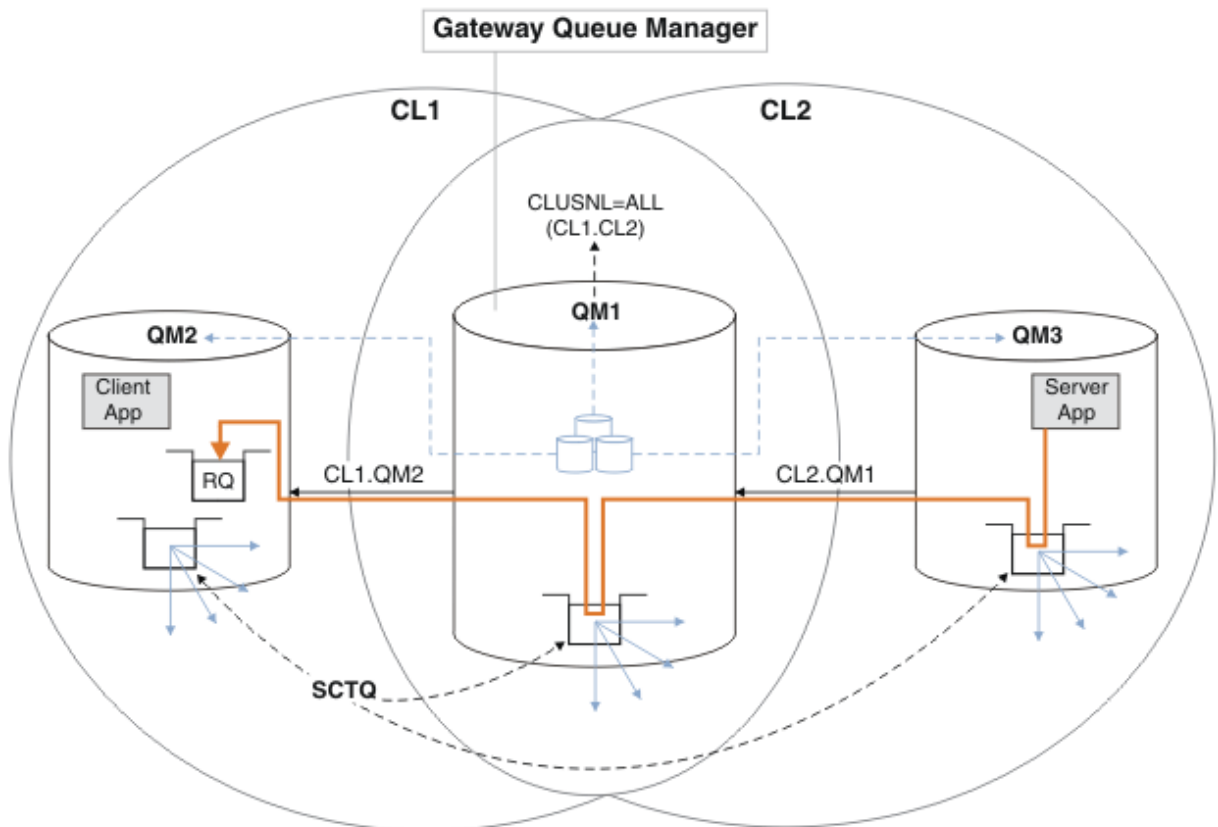 Gateway Queue Manager
CL1
CL2
CLUSNL=ALL
(CL1.CL2)
QM1
QM2
QM3
Client
App
Server
App
RQ
CL1.QM2
CL2.QM1
SCTQ